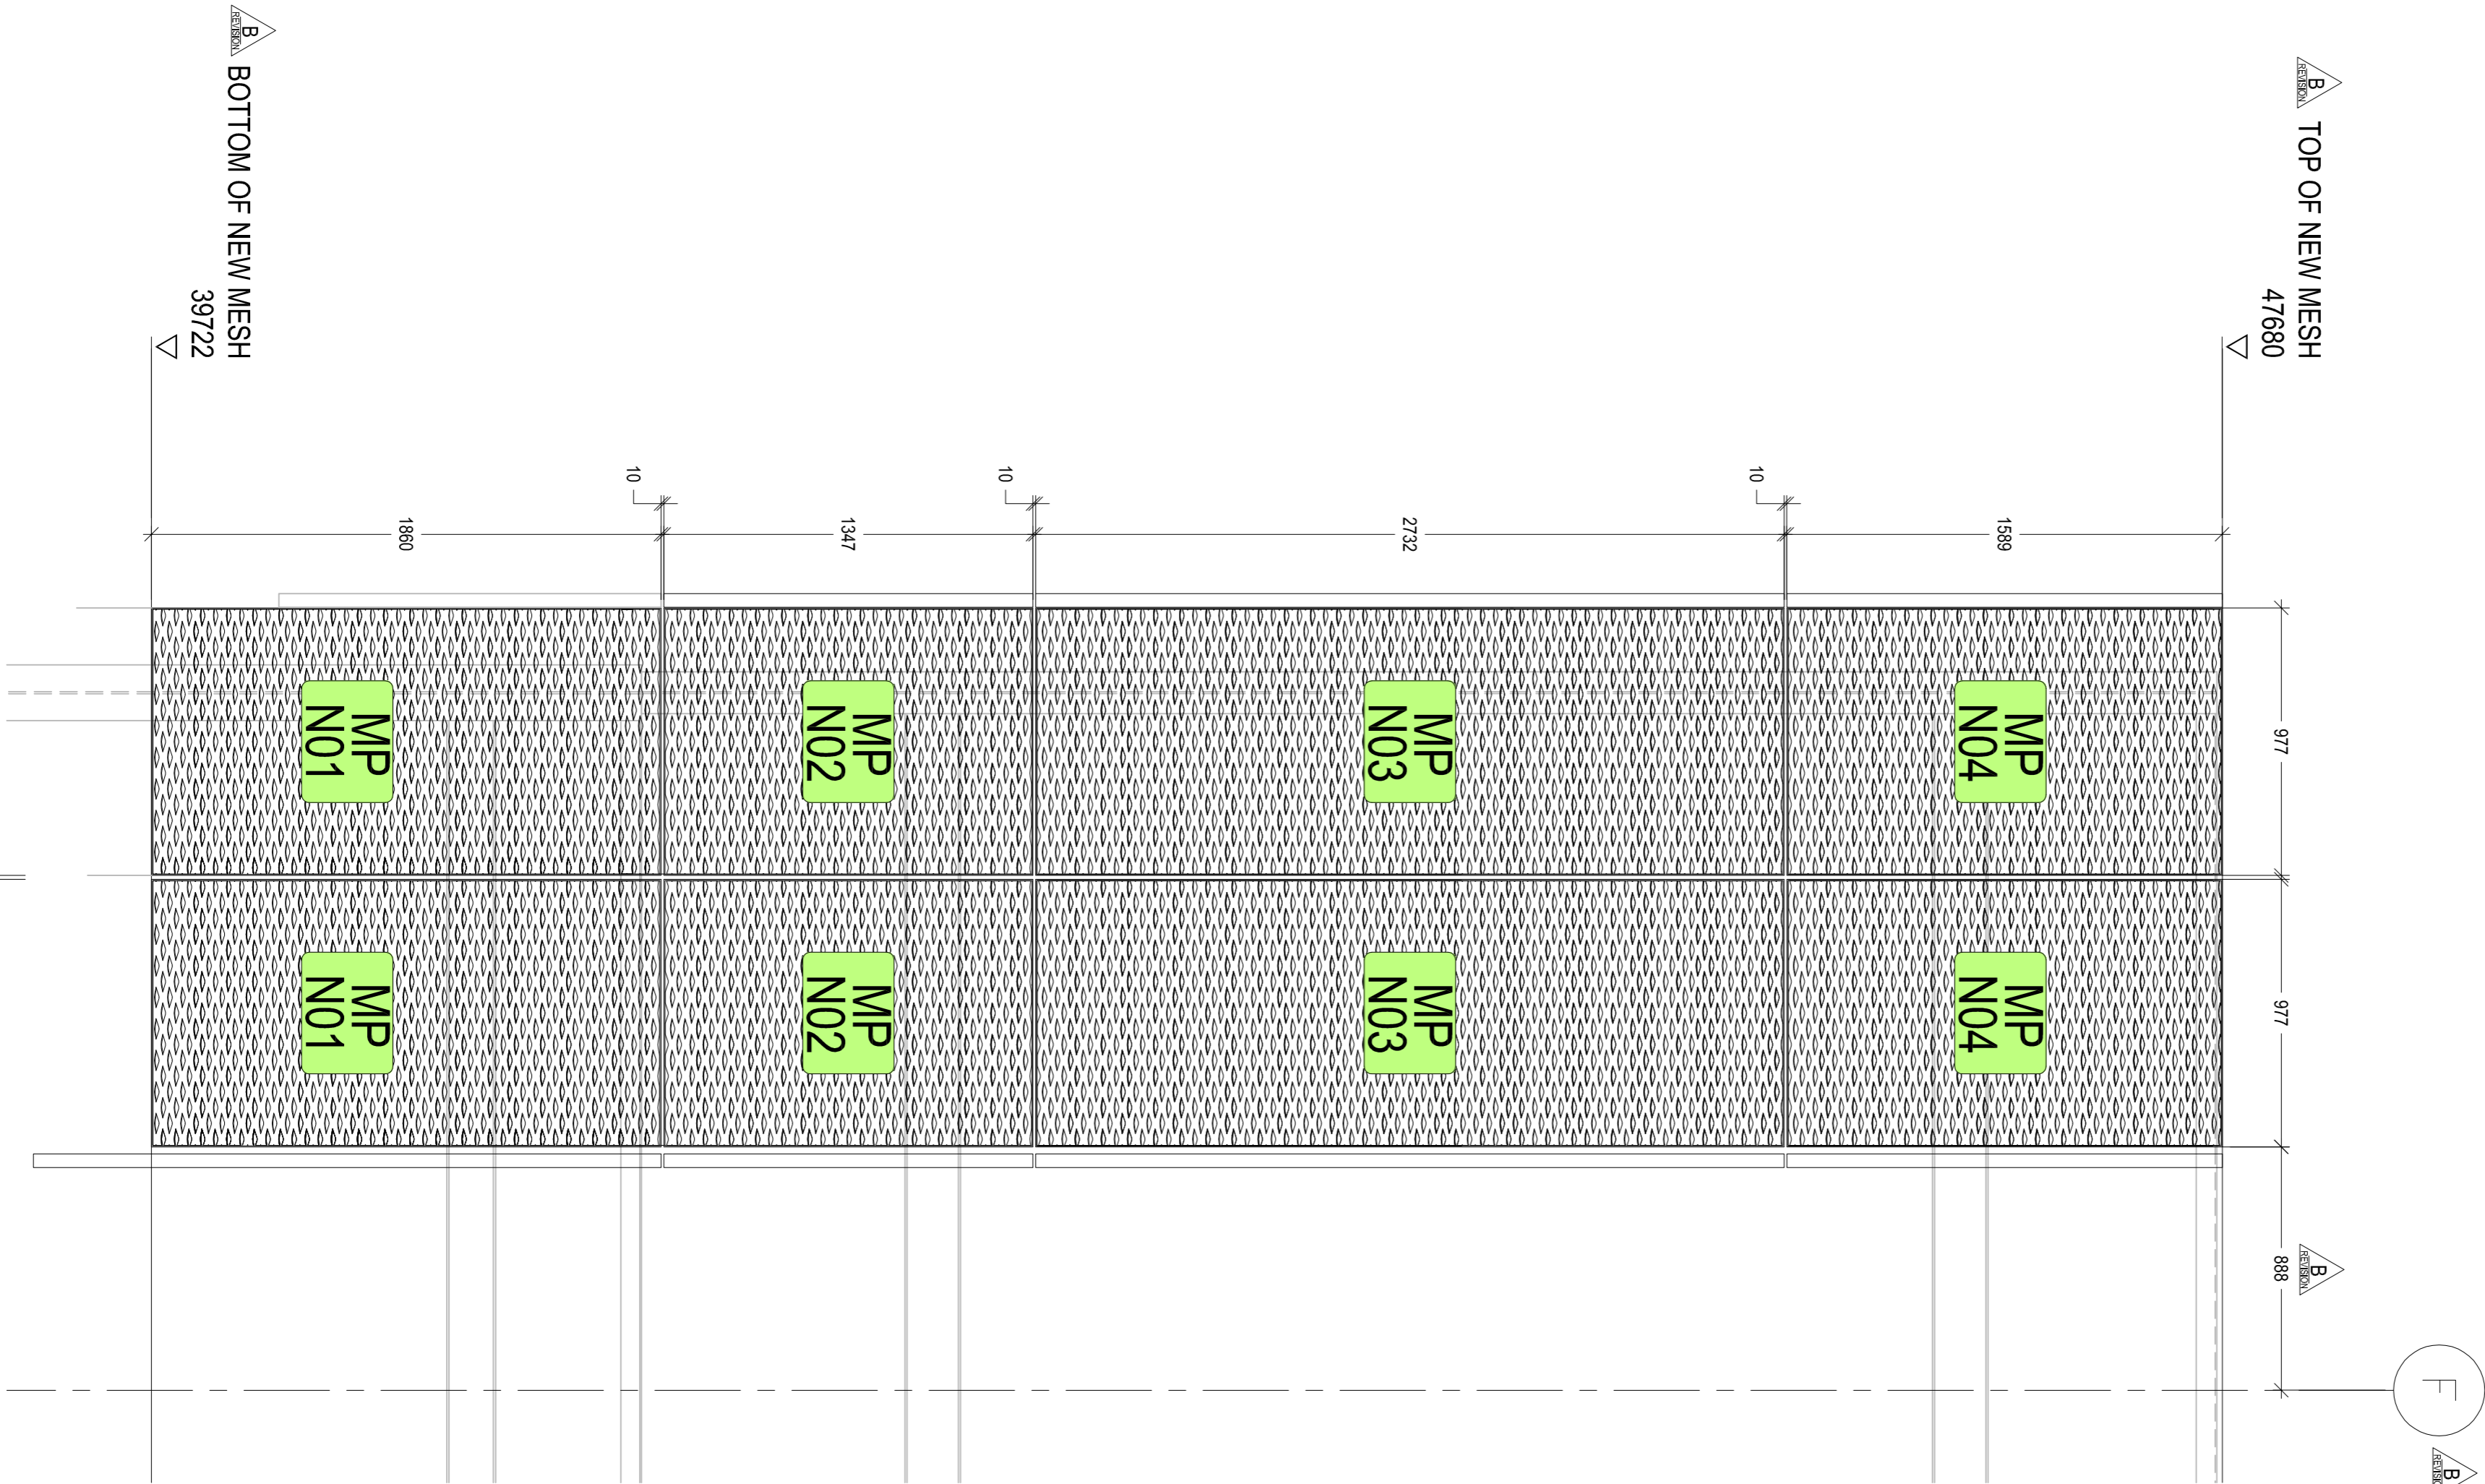 F
B
B
REVISION
TOP OF NEW MESH
47680
B
REVISION
977
977
888
1589
MP
N04
MP
N04
10
2732
MP
N03
MP
N03
10
1347
MP
N02
MP
N02
10
1860
MP
N01
MP
N01
B
REVISION
BOTTOM OF NEW MESH
39722